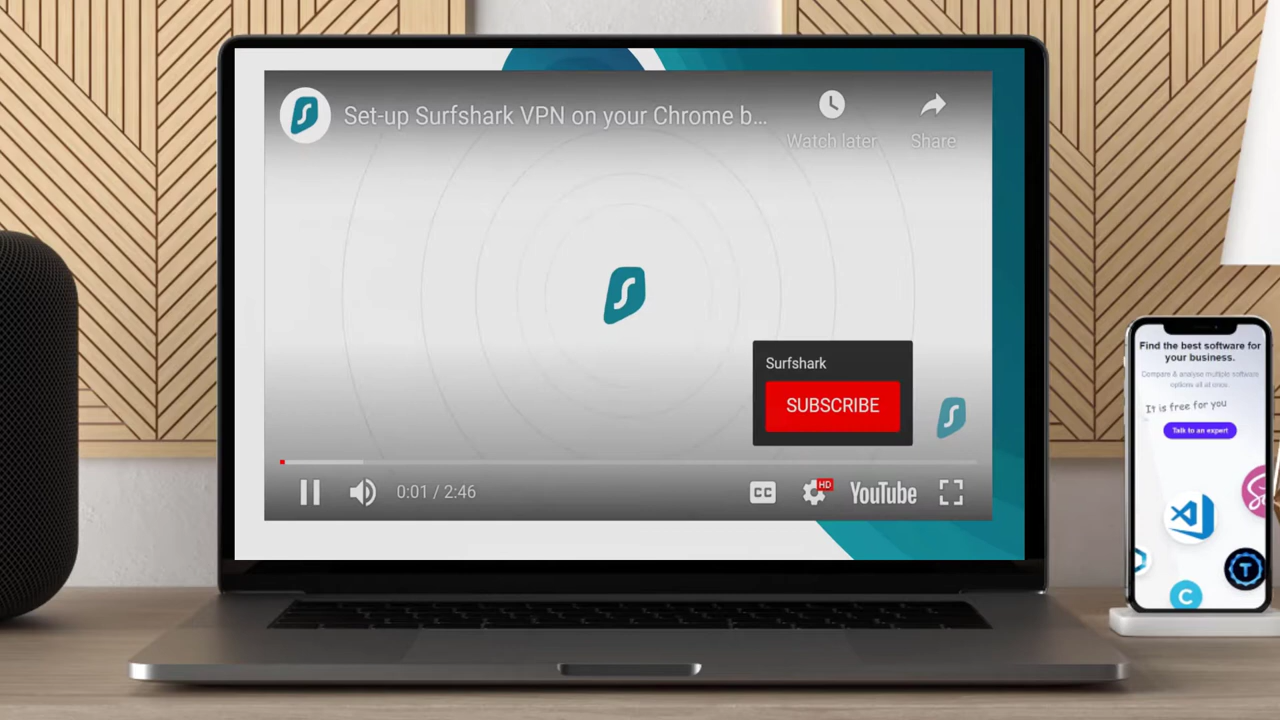 Set-up Surfshark VPN on your Chrome b...
Watch later
Share
Surfshark
SUBSCRIBE
0:01 / 2:46
CC
HD
YouTube
Find the best software for
your business.
Compare & analyse multiple software
options all at once.
It is free for you
Talk to an expert
T
C